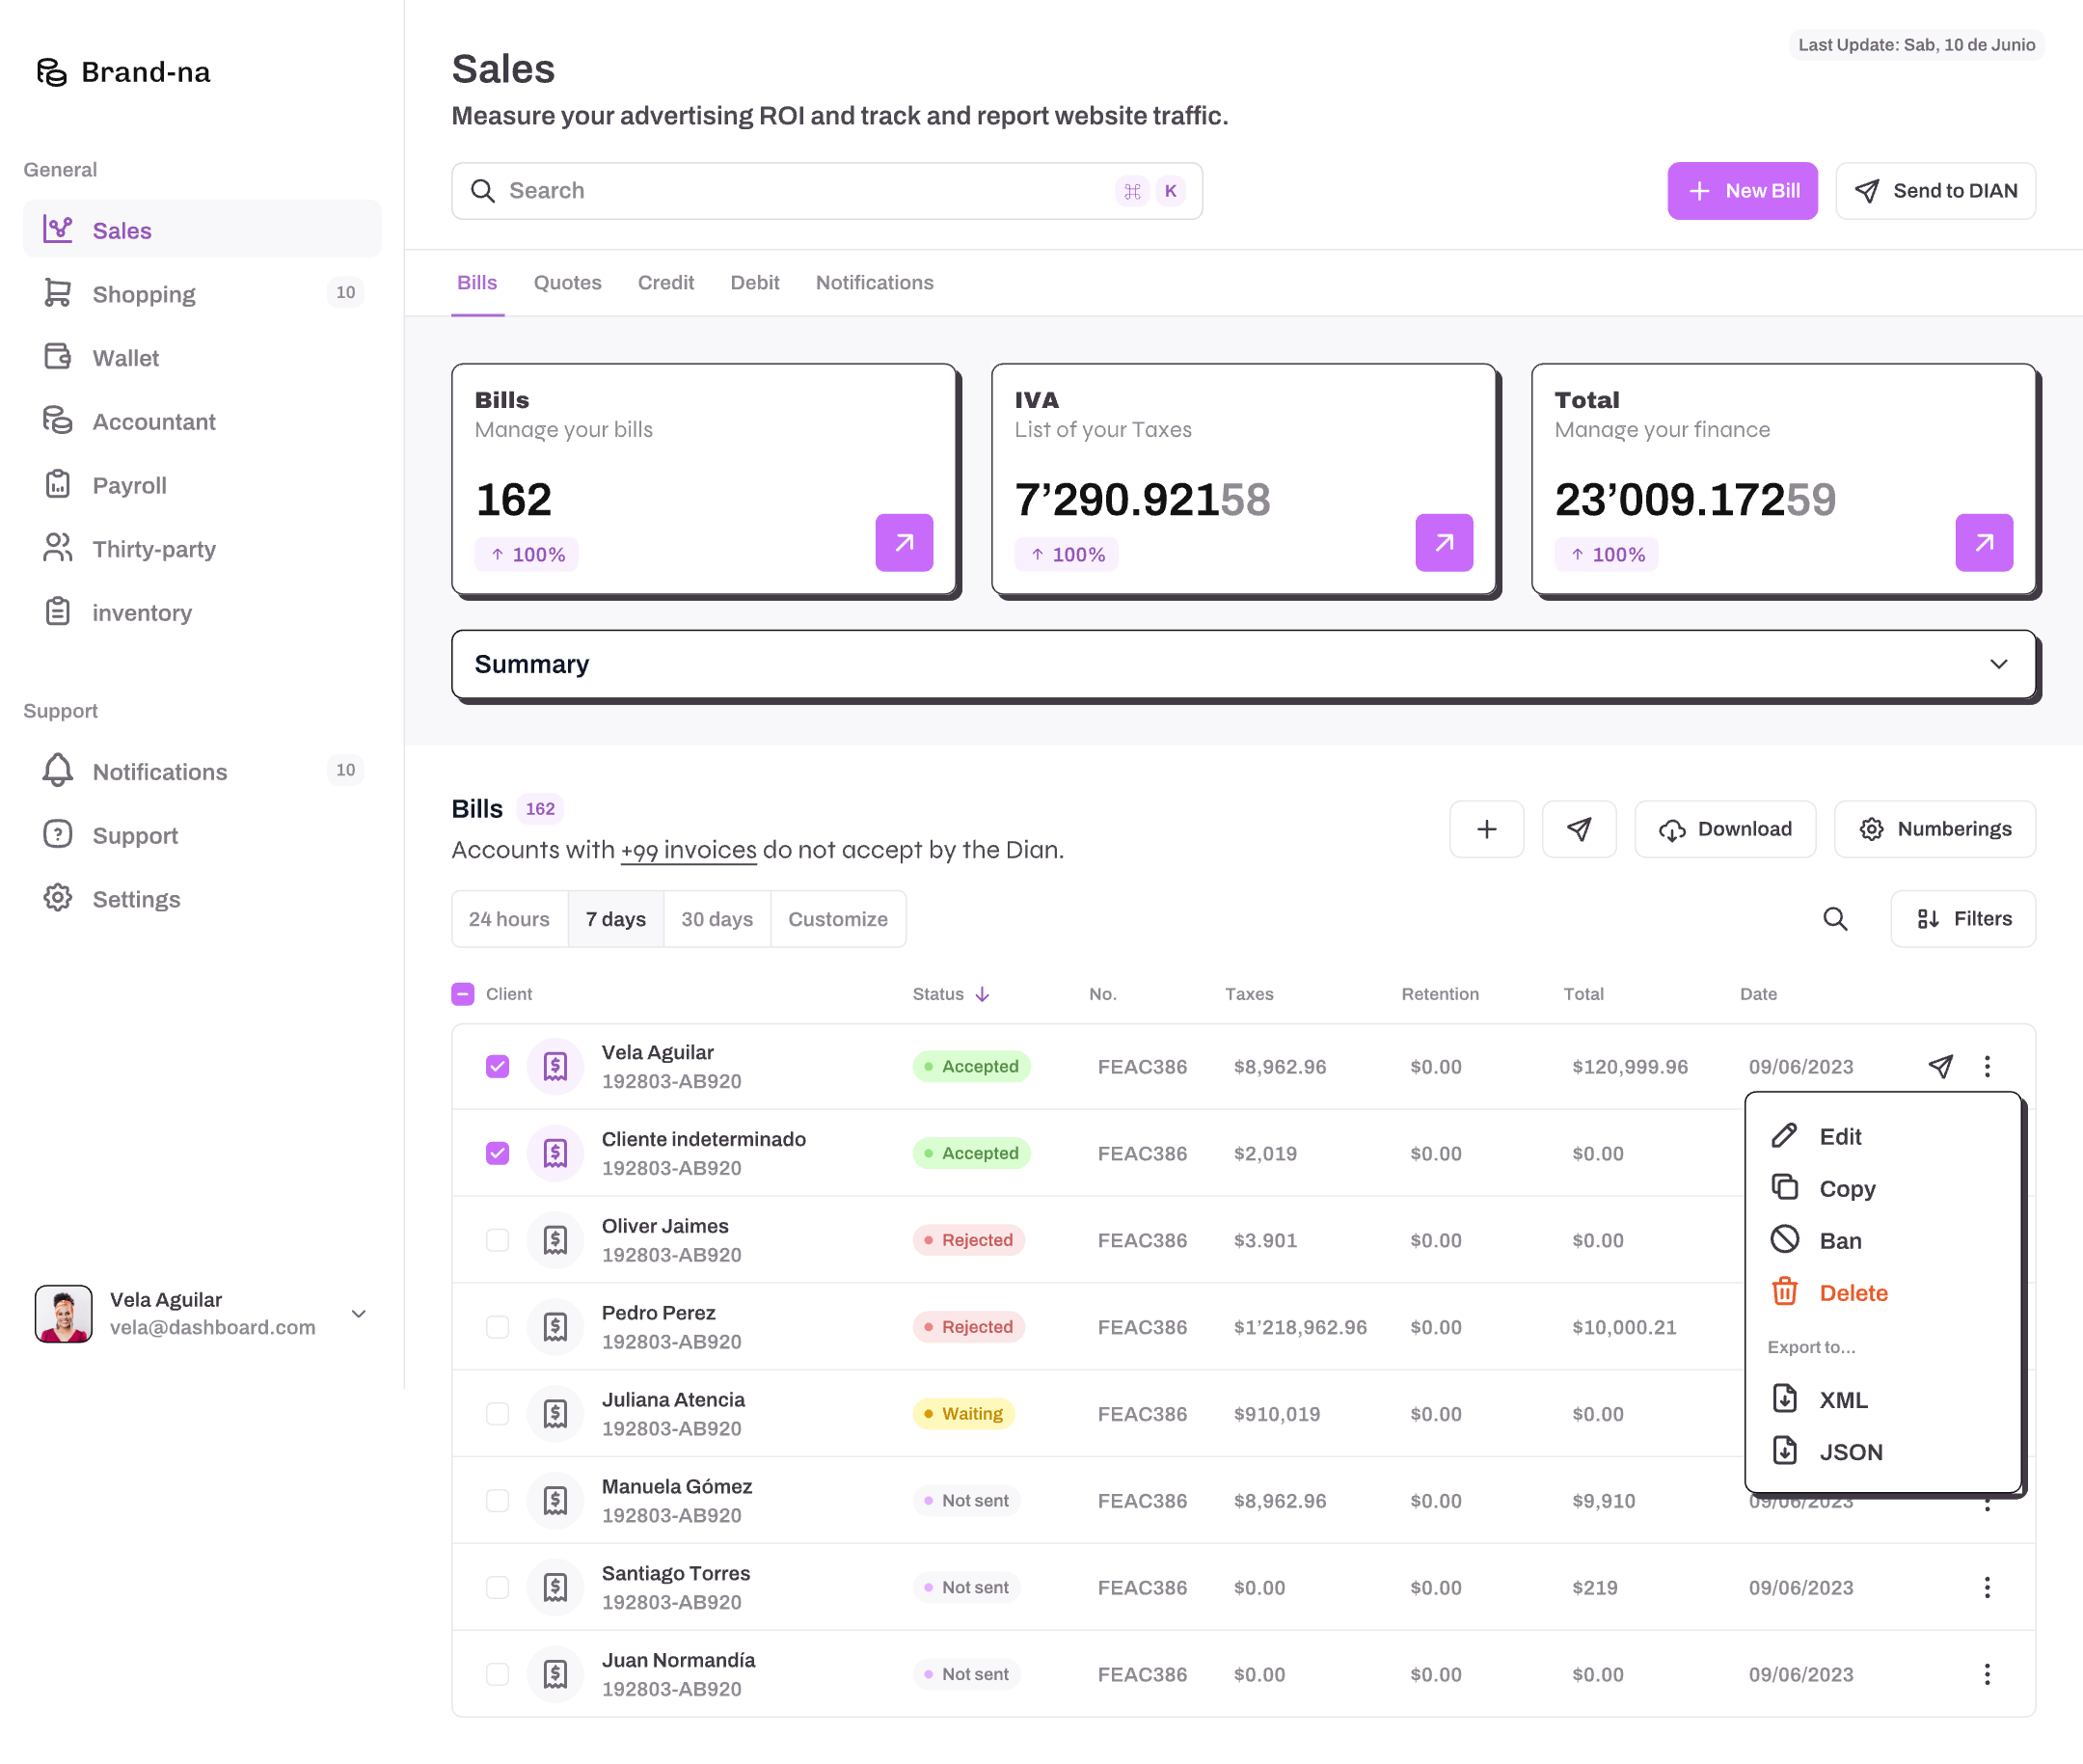 Brand-na
General
Sales
Shopping 10
Wallet
Accountant
Payroll
Thirty-party
inventory
Support
Notifications 10
Support
Settings
Vela Aguilar
vela@dashboard.com
Last Update: Sab, 10 de Junio
Sales
Measure your advertising ROI and track and report website traffic.
Search ⌘ K
New Bill
Send to DIAN
Bills Quotes Credit Debit Notifications
Bills
Manage your bills
162
↑ 100%
IVA
List of your Taxes
7’290.92158
↑ 100%
Total
Manage your finance
23’009.17259
↑ 100%
Summary
Bills 162
Accounts with +99 invoices do not accept by the Dian.
Download
Numberings
24 hours 7 days 30 days Customize
Filters
Client Status No. Taxes Retention Total Date
Vela Aguilar
192803-AB920
Accepted FEAC386 $8,962.96 $0.00 $120,999.96 09/06/2023
Cliente indeterminado
192803-AB920
Accepted FEAC386 $2,019 $0.00 $0.00
Oliver Jaimes
192803-AB920
Rejected FEAC386 $3.901 $0.00 $0.00
Pedro Perez
192803-AB920
Rejected FEAC386 $1’218,962.96 $0.00 $10,000.21
Juliana Atencia
192803-AB920
Waiting FEAC386 $910,019 $0.00 $0.00
Manuela Gómez
192803-AB920
Not sent FEAC386 $8,962.96 $0.00 $9,910 09/06/2023
Santiago Torres
192803-AB920
Not sent FEAC386 $0.00 $0.00 $219 09/06/2023
Juan Normandía
192803-AB920
Not sent FEAC386 $0.00 $0.00 $0.00 09/06/2023
Edit
Copy
Ban
Delete
Export to...
XML
JSON